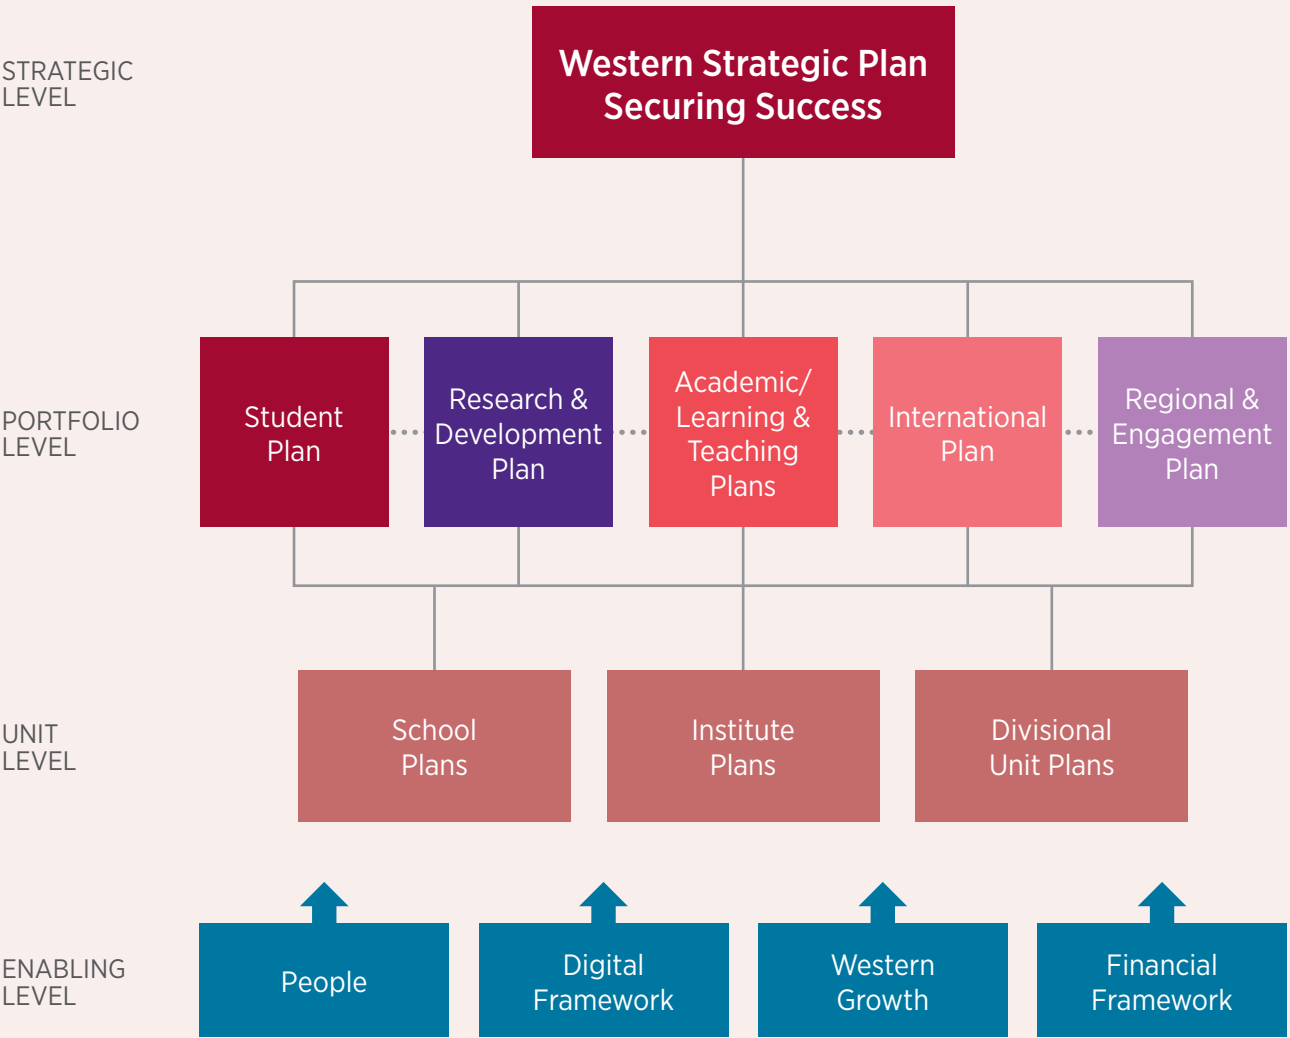 STRATEGIC
LEVEL
Western Strategic Plan
Securing Success
PORTFOLIO
LEVEL
Student
Plan
Research &
Development
Plan
Academic/
Learning &
Teaching
Plans
International
Plan
Regional &
Engagement
Plan
UNIT
LEVEL
School
Plans
Institute
Plans
Divisional
Unit Plans
ENABLING
LEVEL
People
Digital
Framework
Western
Growth
Financial
Framework